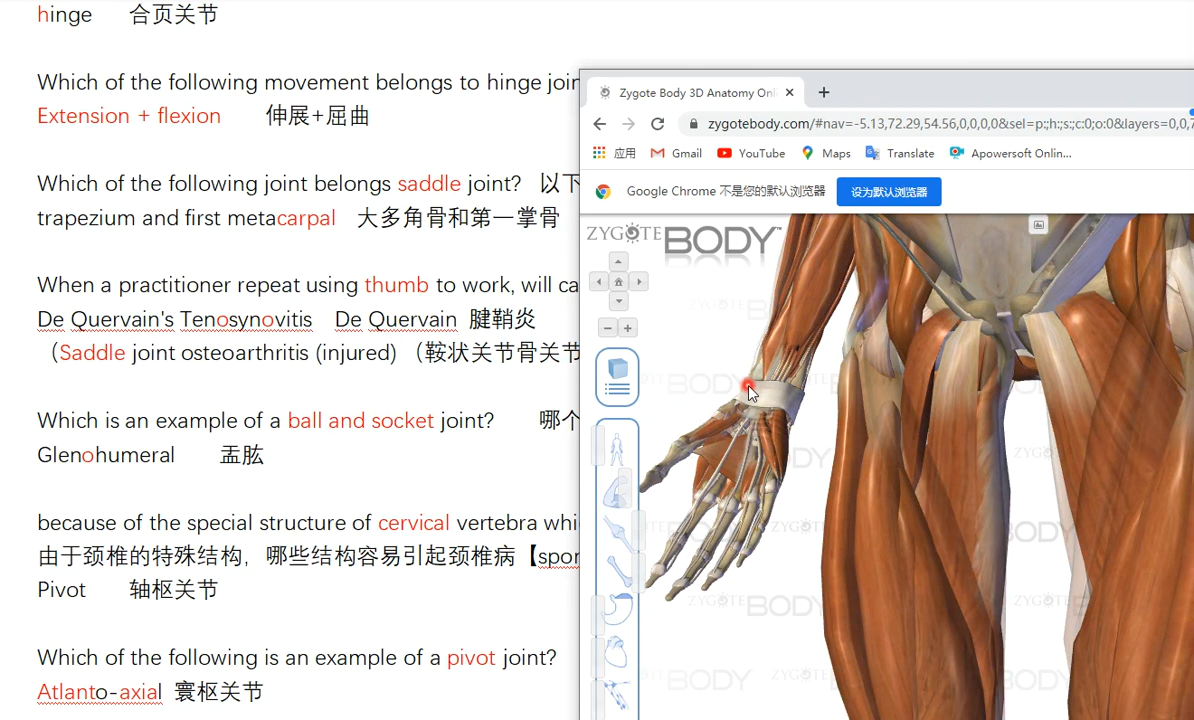 hinge 合页关节
Which of the following movement belongs to hinge join
Extension + flexion 伸展+屈曲
Which of the following joint belongs saddle joint? 以下
trapezium and first metacarpal 大多角骨和第一掌骨
When a practitioner repeat using thumb to work, will ca
De Quervain's Tenosynovitis De Quervain 腱鞘炎
（Saddle joint osteoarthritis (injured) （鞍状关节骨关节
Which is an example of a ball and socket joint? 哪个
Glenohumeral 盂肱
because of the special structure of cervical vertebra whi
由于颈椎的特殊结构，哪些结构容易引起颈椎病【spon
Pivot 轴枢关节
Which of the following is an example of a pivot joint?
Atlanto-axial 寰枢关节
Zygote Body 3D Anatomy Onl
zygotebody.com/#nav=-5.13,72.29,54.56,0,0,0,0&sel=p:;h:;s:;c:0;o:0&layers=0,0,7
应用 Gmail YouTube Maps Translate Apowersoft Onlin...
Google Chrome 不是您的默认浏览器 设为默认浏览器
ZYGOTE BODY™